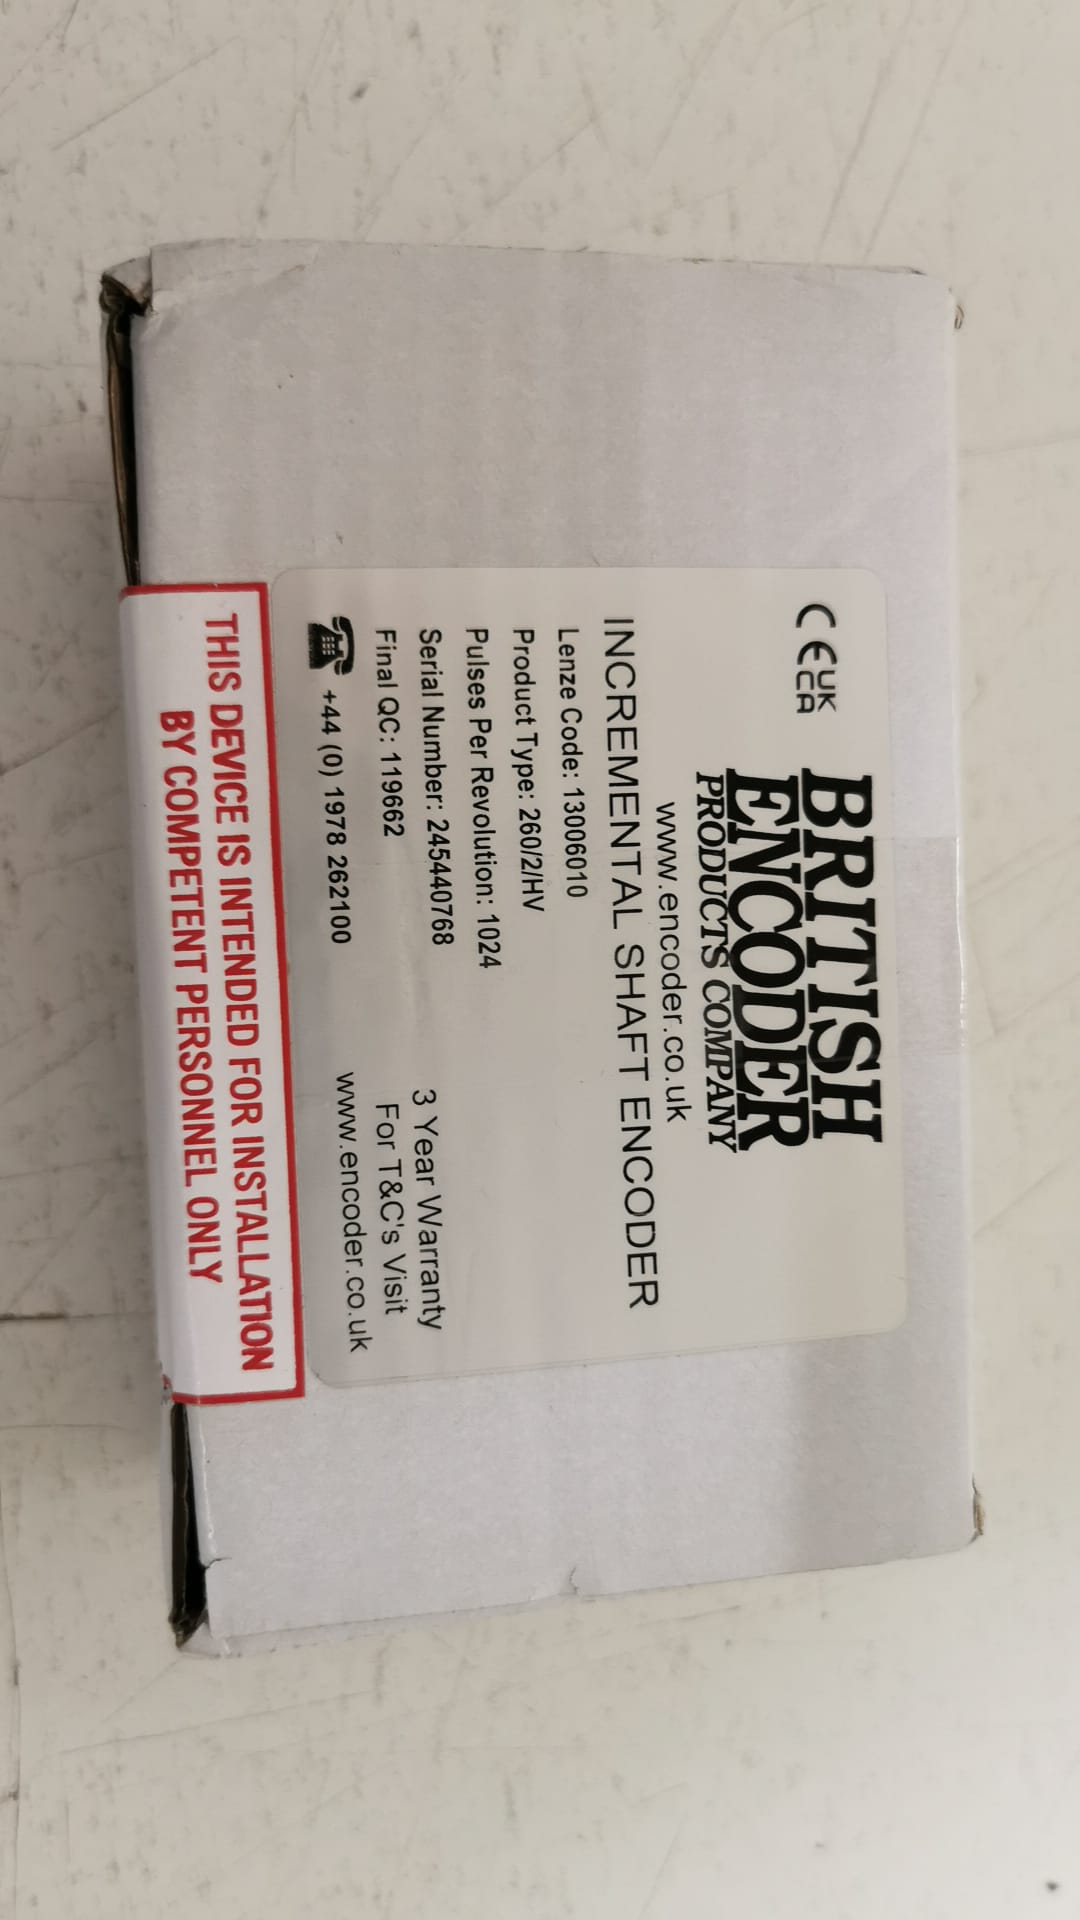 CE UK CA
BRITISH
ENCODER
PRODUCTS COMPANY
www.encoder.co.uk
INCREMENTAL SHAFT ENCODER
Lenze Code: 13006010
Product Type: 260/2/HV
Pulses Per Revolution: 1024
Serial Number: 245440768
Final QC: 119662
+44 (0) 1978 262100
3 Year Warranty
For T&C's Visit
www.encoder.co.uk
THIS DEVICE IS INTENDED FOR INSTALLATION
BY COMPETENT PERSONNEL ONLY